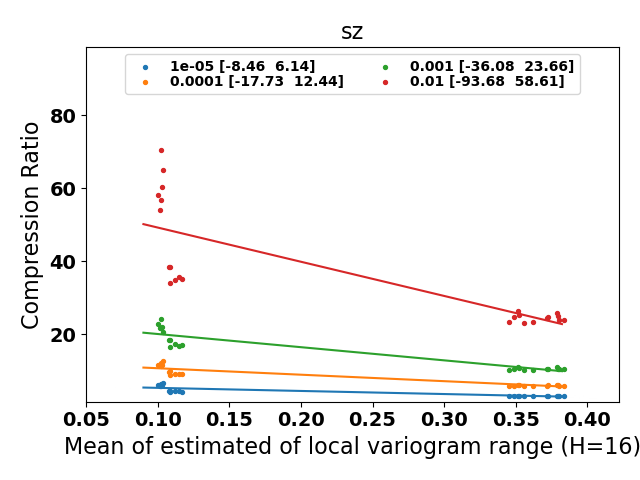 sz
1e-05 [-8.46 6.14]
0.0001 [-17.73 12.44]
0.001 [-36.08 23.66]
0.01 [-93.68 58.61]
Compression Ratio
80
60
40
20
0.05 0.10 0.15 0.20 0.25 0.30 0.35 0.40
Mean of estimated of local variogram range (H=16)